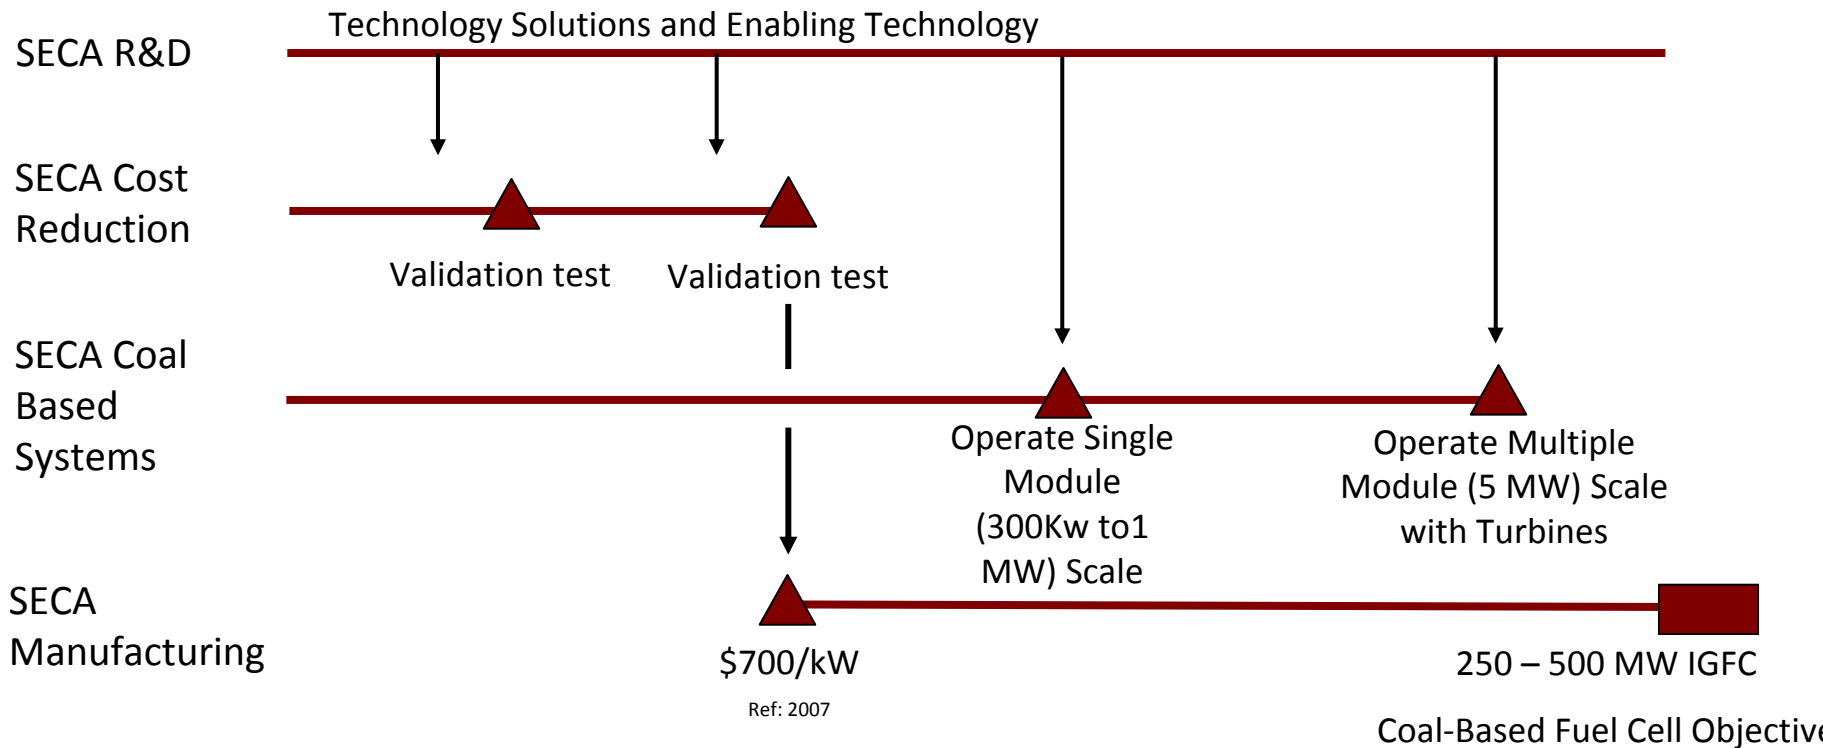 Technology Solutions and Enabling Technology
SECA R&D
SECA Cost
Reduction
Validation test
Validation test
SECA Coal
Based
Systems
Operate Single
Module
(300Kw to1
MW) Scale
Operate Multiple
Module (5 MW) Scale
with Turbines
SECA
Manufacturing
$700/kW
Ref: 2007
250 – 500 MW IGFC
Coal-Based Fuel Cell Objective